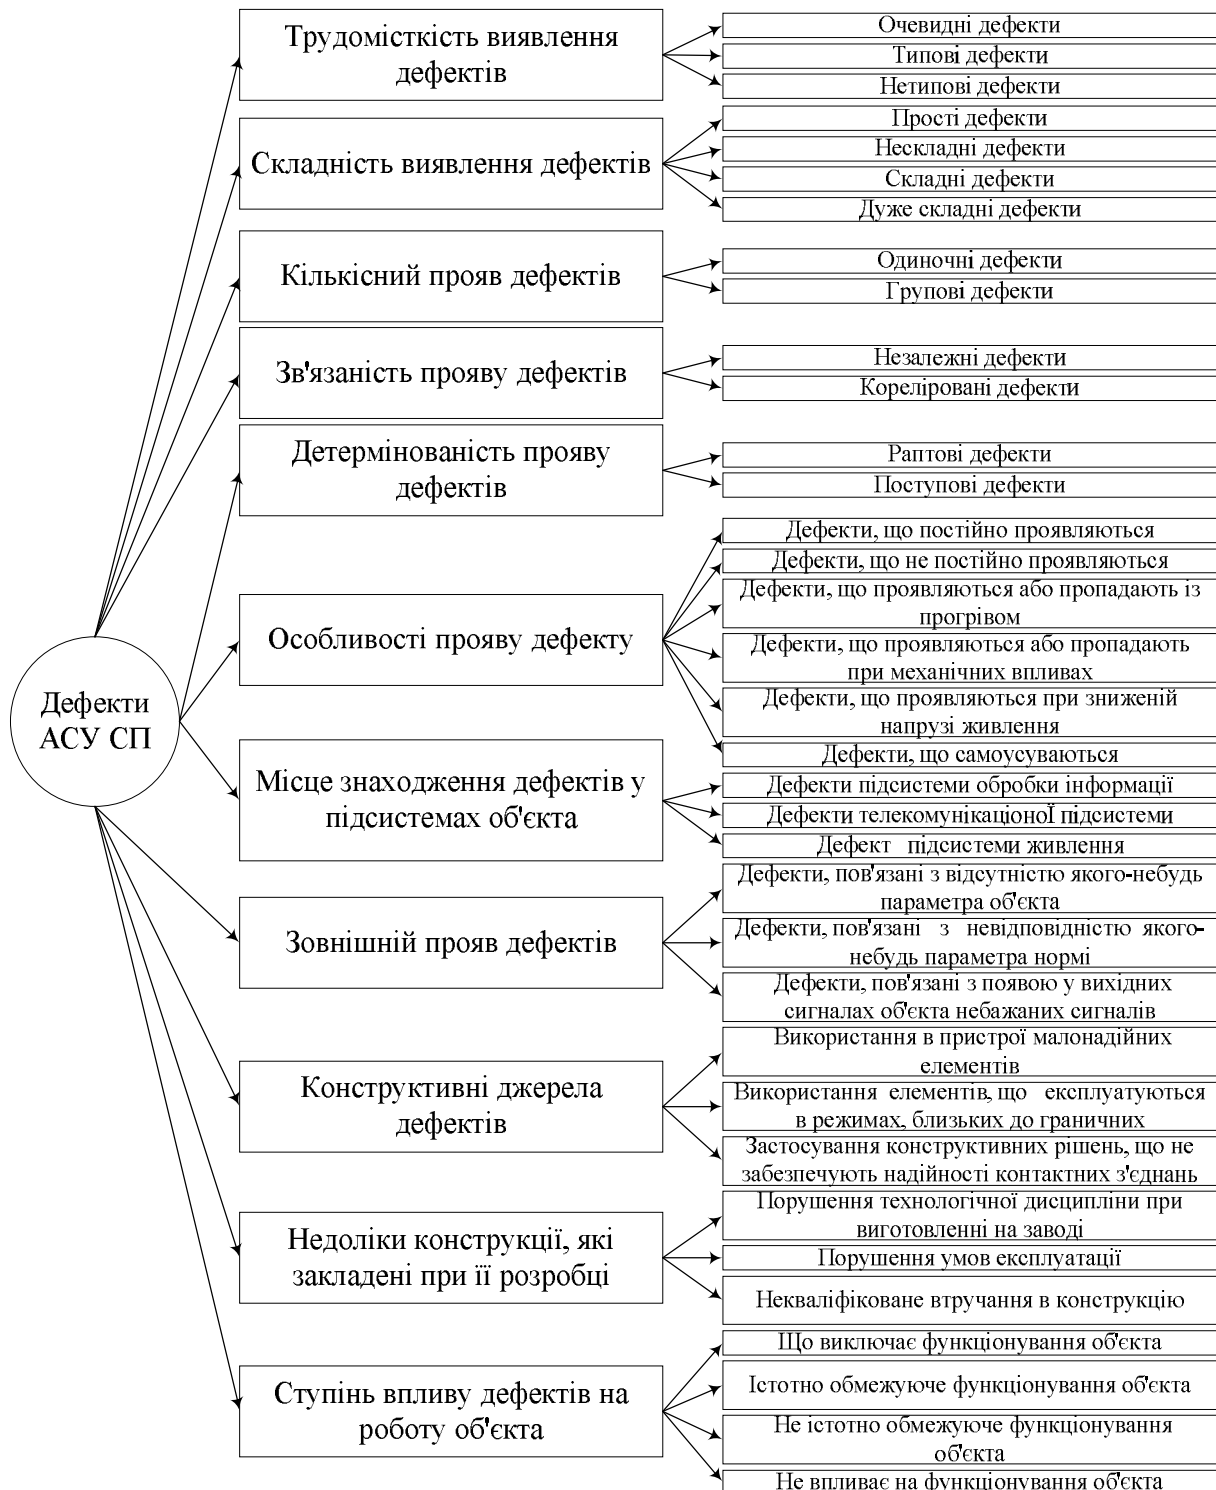 Дефекти
АСУ СП
Трудомісткість виявлення
дефектів
Очевидні дефекти
Типові дефекти
Нетипові дефекти
Складність виявлення дефектів
Прості дефекти
Нескладні дефекти
Складні дефекти
Дуже складні дефекти
Кількісний прояв дефектів
Одиночні дефекти
Групові дефекти
Зв'язаність прояву дефектів
Незалежні дефекти
Кореліровані дефекти
Детермінованість прояву
дефектів
Раптові дефекти
Поступові дефекти
Особливості прояву дефекту
Дефекти, що постійно проявляються
Дефекти, що не постійно проявляються
Дефекти, що проявляються або пропадають із
прогрівом
Дефекти, що проявляються або пропадають
при механічних впливах
Дефекти, що проявляються при зниженій
напрузі живлення
Дефекти, що самоусуваються
Місце знаходження дефектів у
підсистемах об'єкта
Дефекти підсистеми обробки інформації
Дефекти телекомунікаціоної підсистеми
Дефект підсистеми живлення
Зовнішній прояв дефектів
Дефекти, пов'язані з відсутністю якого-небудь
параметра об'єкта
Дефекти, пов'язані з невідповідністю якого-
небудь параметра нормі
Дефекти, пов'язані з появою у вихідних
сигналах об'єкта небажаних сигналів
Конструктивні джерела
дефектів
Використання в пристрої малонадійних
елементів
Використання елементів, що експлуатуються
в режимах, близьких до граничних
Застосування конструктивних рішень, що не
забезпечують надійності контактних з'єднань
Недоліки конструкції, які
закладені при її розробці
Порушення технологічної дисципліни при
виготовленні на заводі
Порушення умов експлуатації
Некваліфіковане втручання в конструкцію
Ступінь впливу дефектів на
роботу об'єкта
Що виключає функціонування об'єкта
Істотно обмежуюче функціонування об'єкта
Не істотно обмежуюче функціонування
об'єкта
Не впливає на функціонування об'єкта